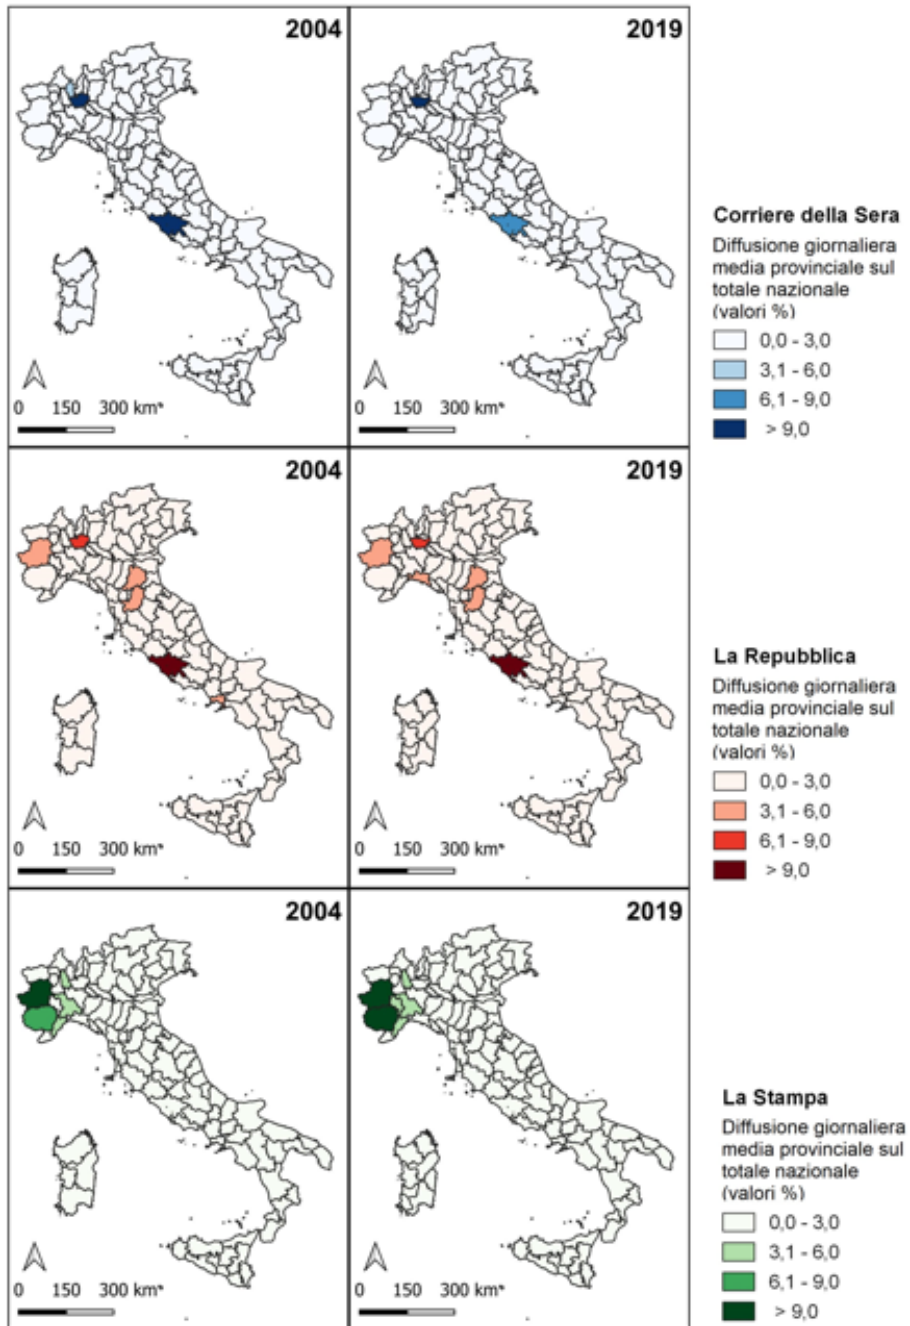 2004
2019
0 150 300 km*
0 150 300 km*
Corriere della Sera
Diffusione giornaliera
media provinciale sul
totale nazionale
(valori %)
0,0 - 3,0
3,1 - 6,0
6,1 - 9,0
> 9,0
2004
2019
0 150 300 km*
0 150 300 km*
La Repubblica
Diffusione giornaliera
media provinciale sul
totale nazionale
(valori %)
0,0 - 3,0
3,1 - 6,0
6,1 - 9,0
> 9,0
2004
2019
0 150 300 km*
0 150 300 km*
La Stampa
Diffusione giornaliera
media provinciale sul
totale nazionale
(valori %)
0,0 - 3,0
3,1 - 6,0
6,1 - 9,0
> 9,0